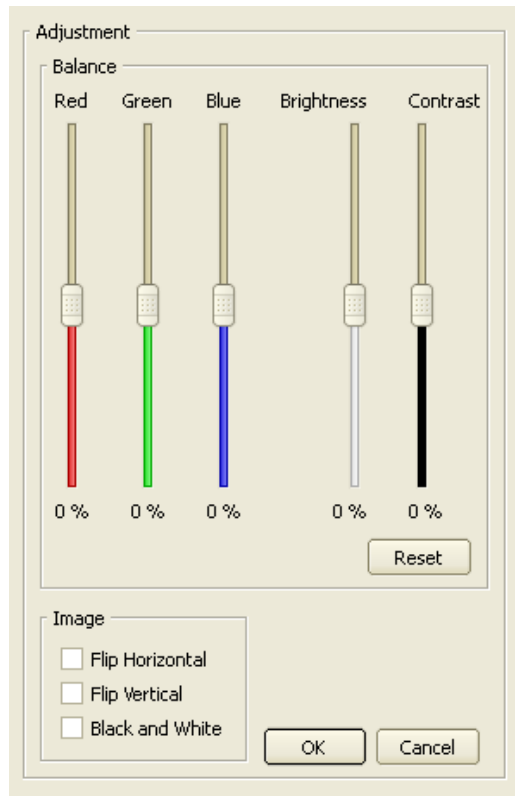 Adjustment
Balance
Red Green Blue Brightness Contrast
0 % 0 % 0 % 0 % 0 %
Reset
Image
Flip Horizontal
Flip Vertical
Black and White
OK Cancel